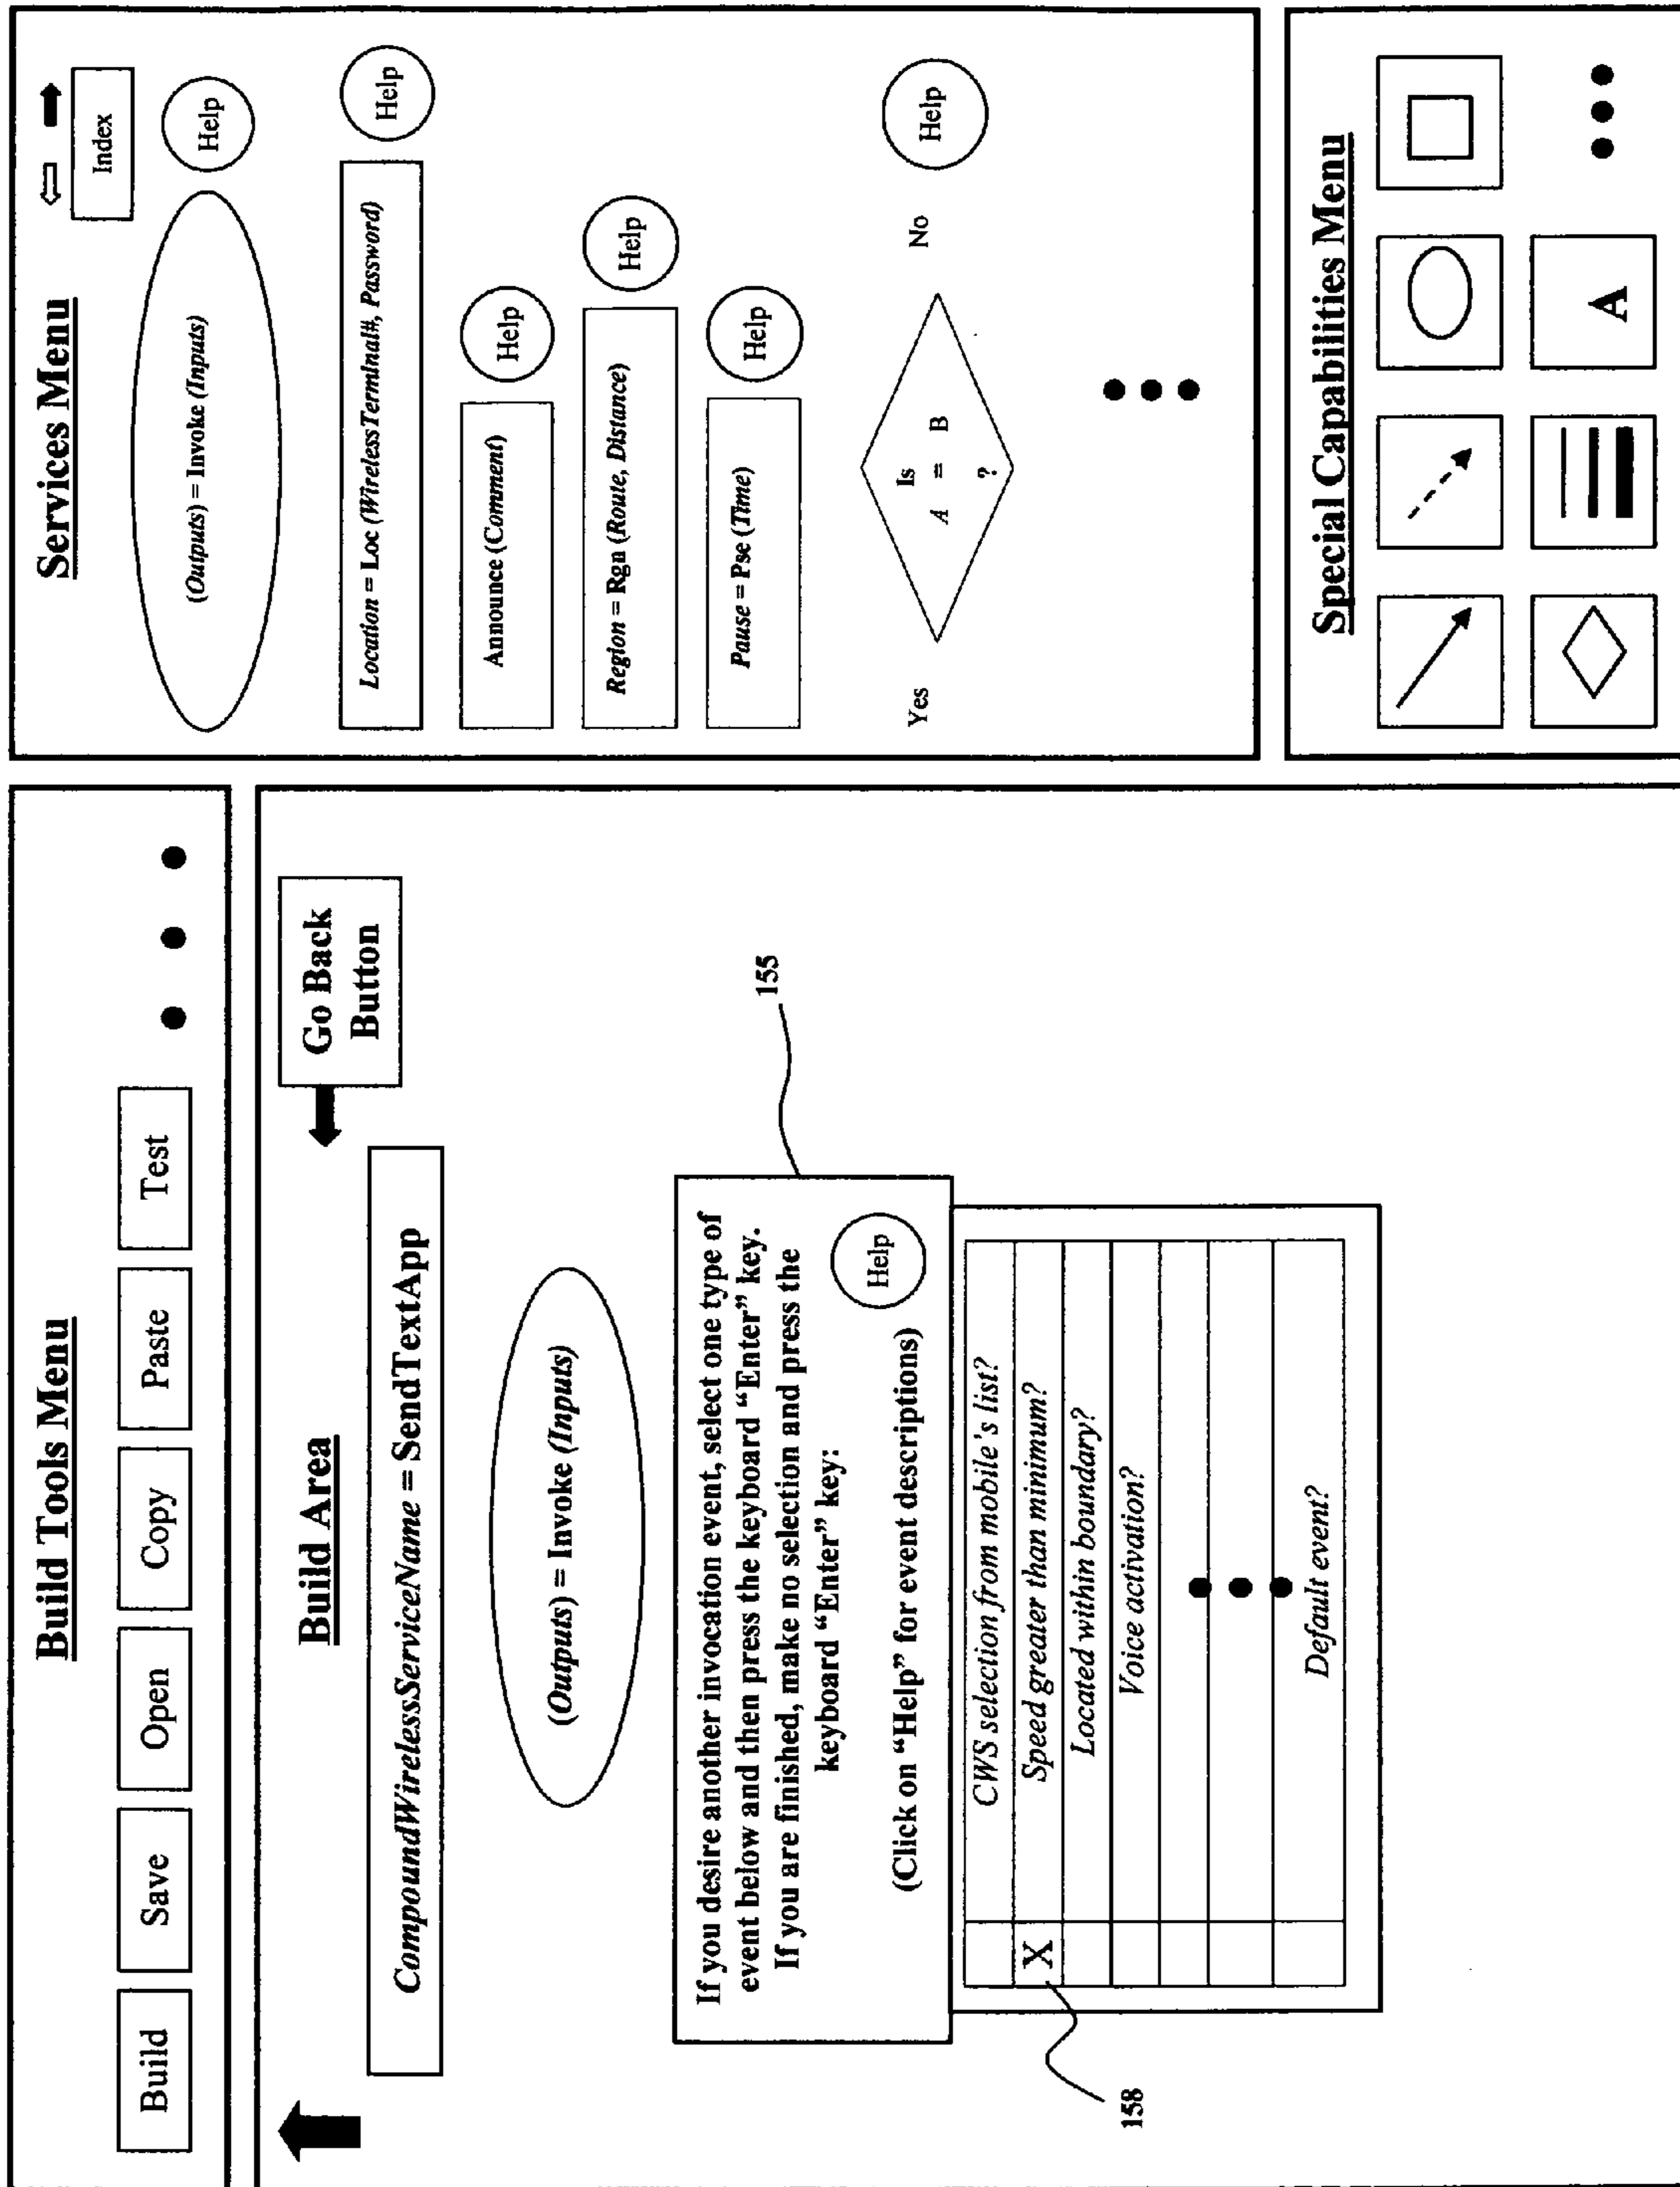 Build Tools Menu
Build
Save
Open
Copy
Paste
Test
Build Area
Go Back
Button
CompoundWirelessServiceName = SendTextApp
(Outputs) = Invoke (Inputs)
If you desire another invocation event, select one type of
event below and then press the keyboard “Enter” key.
If you are finished, make no selection and press the
keyboard “Enter” key:
(Click on “Help” for event descriptions)
Help
155
CWS selection from mobile's list?
X
Speed greater than minimum?
Located within boundary?
Voice activation?
Default event?
158
Services Menu
Index
(Outputs) = Invoke (Inputs)
Help
Location = Loc (WirelessTerminal#, Password)
Help
Announce (Comment)
Help
Region = Rgn (Route, Distance)
Help
Pause = Pse (Time)
Help
Yes
Is
A = B
?
No
Help
Special Capabilities Menu
A